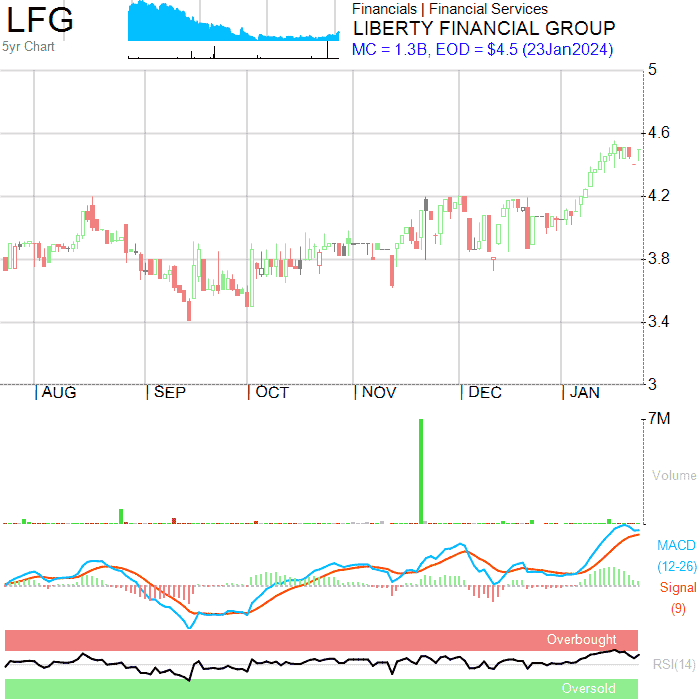 LFG
5yr Chart
Financials | Financial Services
LIBERTY FINANCIAL GROUP
MC = 1.3B, EOD = $4.5 (23Jan2024)
5
4.6
4.2
3.8
3.4
3
AUG SEP OCT NOV DEC JAN
7M
Volume
MACD
(12-26)
Signal
(9)
Overbought
RSI(14)
Oversold